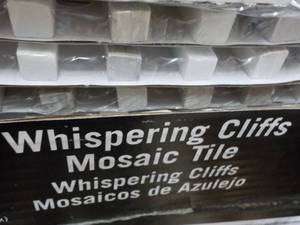 Whispering Cliffs
Mosaic Tile
Whispering Cliffs
Mosaicos de Azulejo